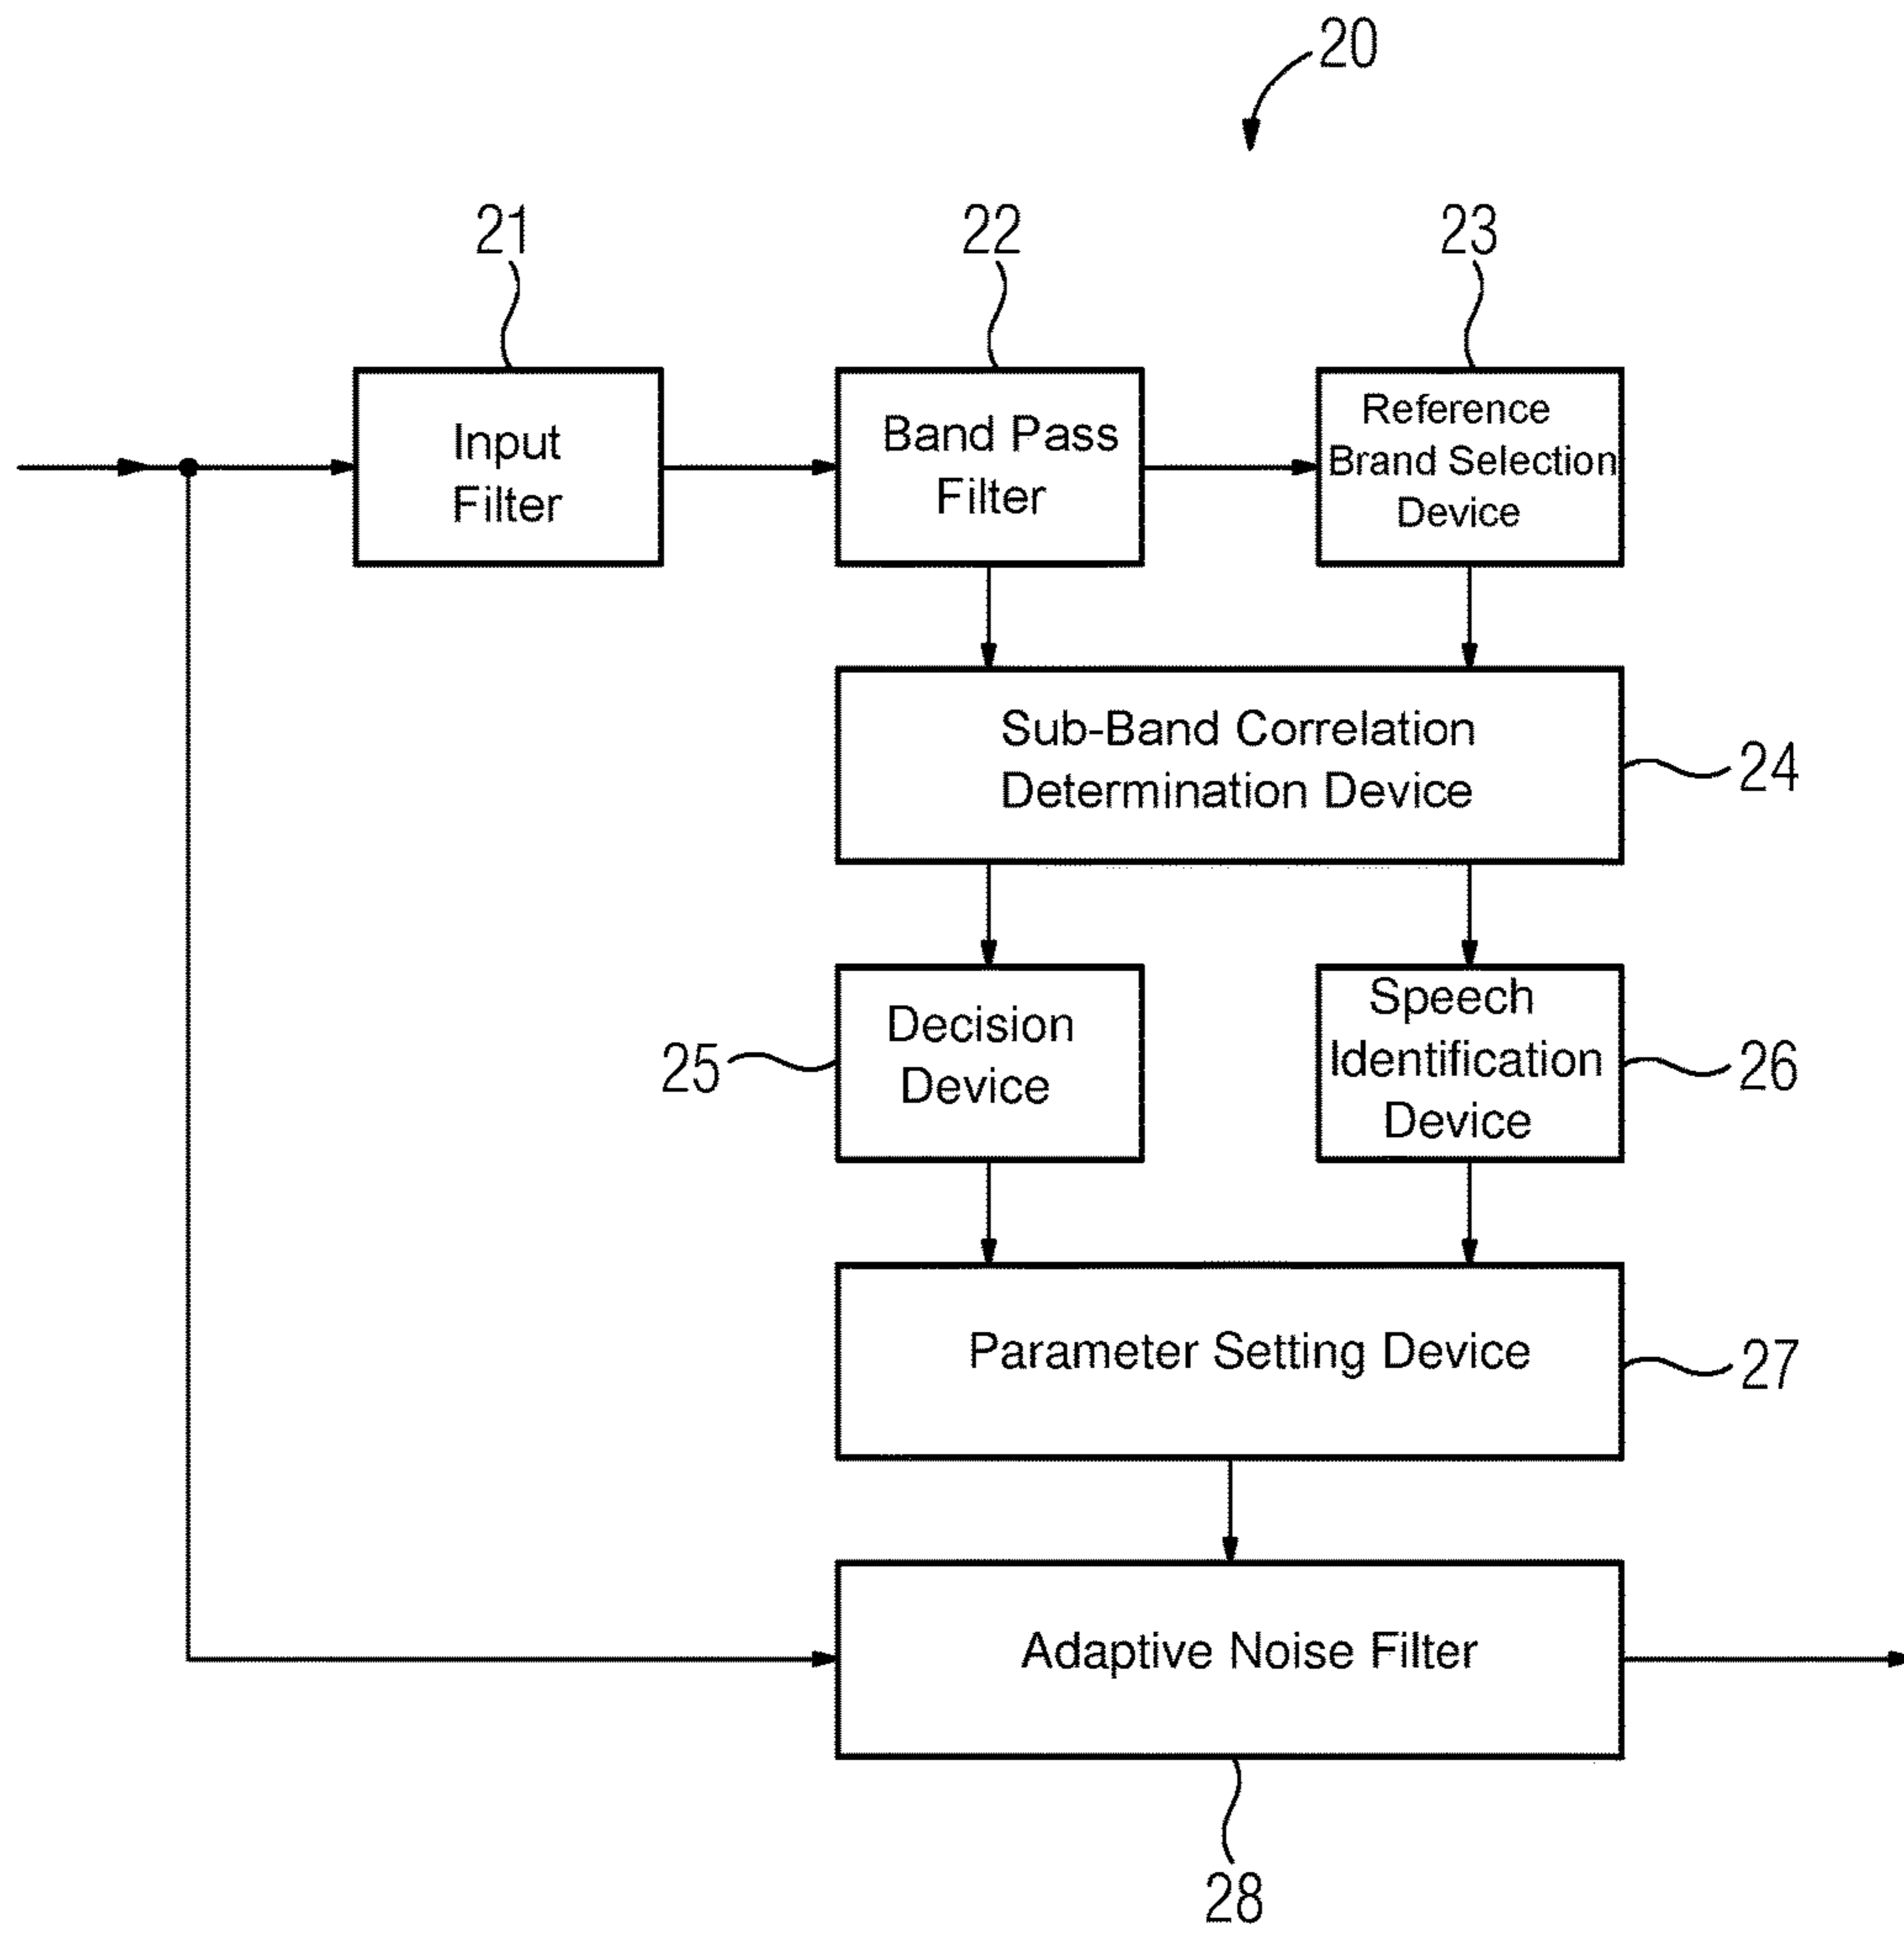 20
21
22
23
Input
Filter
Band Pass
Filter
Reference
Brand Selection
Device
Sub-Band Correlation
Determination Device
24
Decision
Device
25
Speech
Identification
Device
26
Parameter Setting Device
27
Adaptive Noise Filter
28